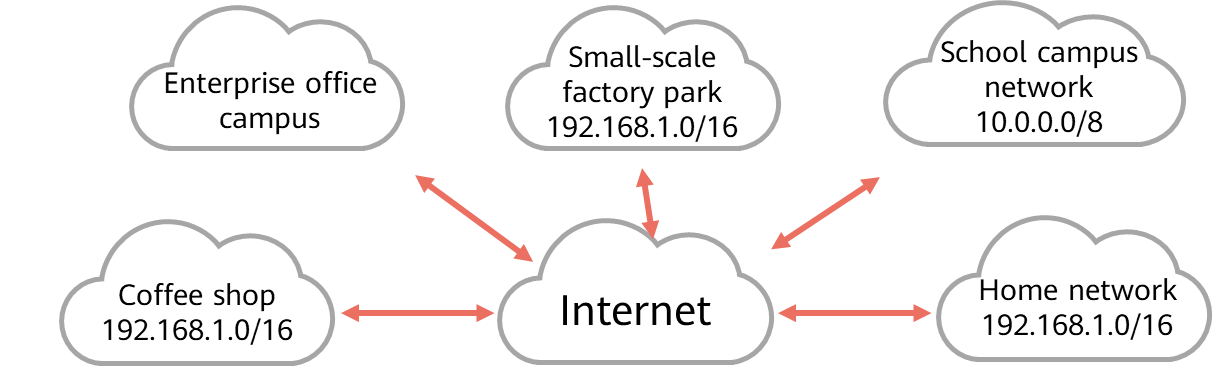 Enterprise office
campus
Small-scale
factory park
192.168.1.0/16
School campus
network
10.0.0.0/8
Coffee shop
192.168.1.0/16
Internet
Home network
192.168.1.0/16